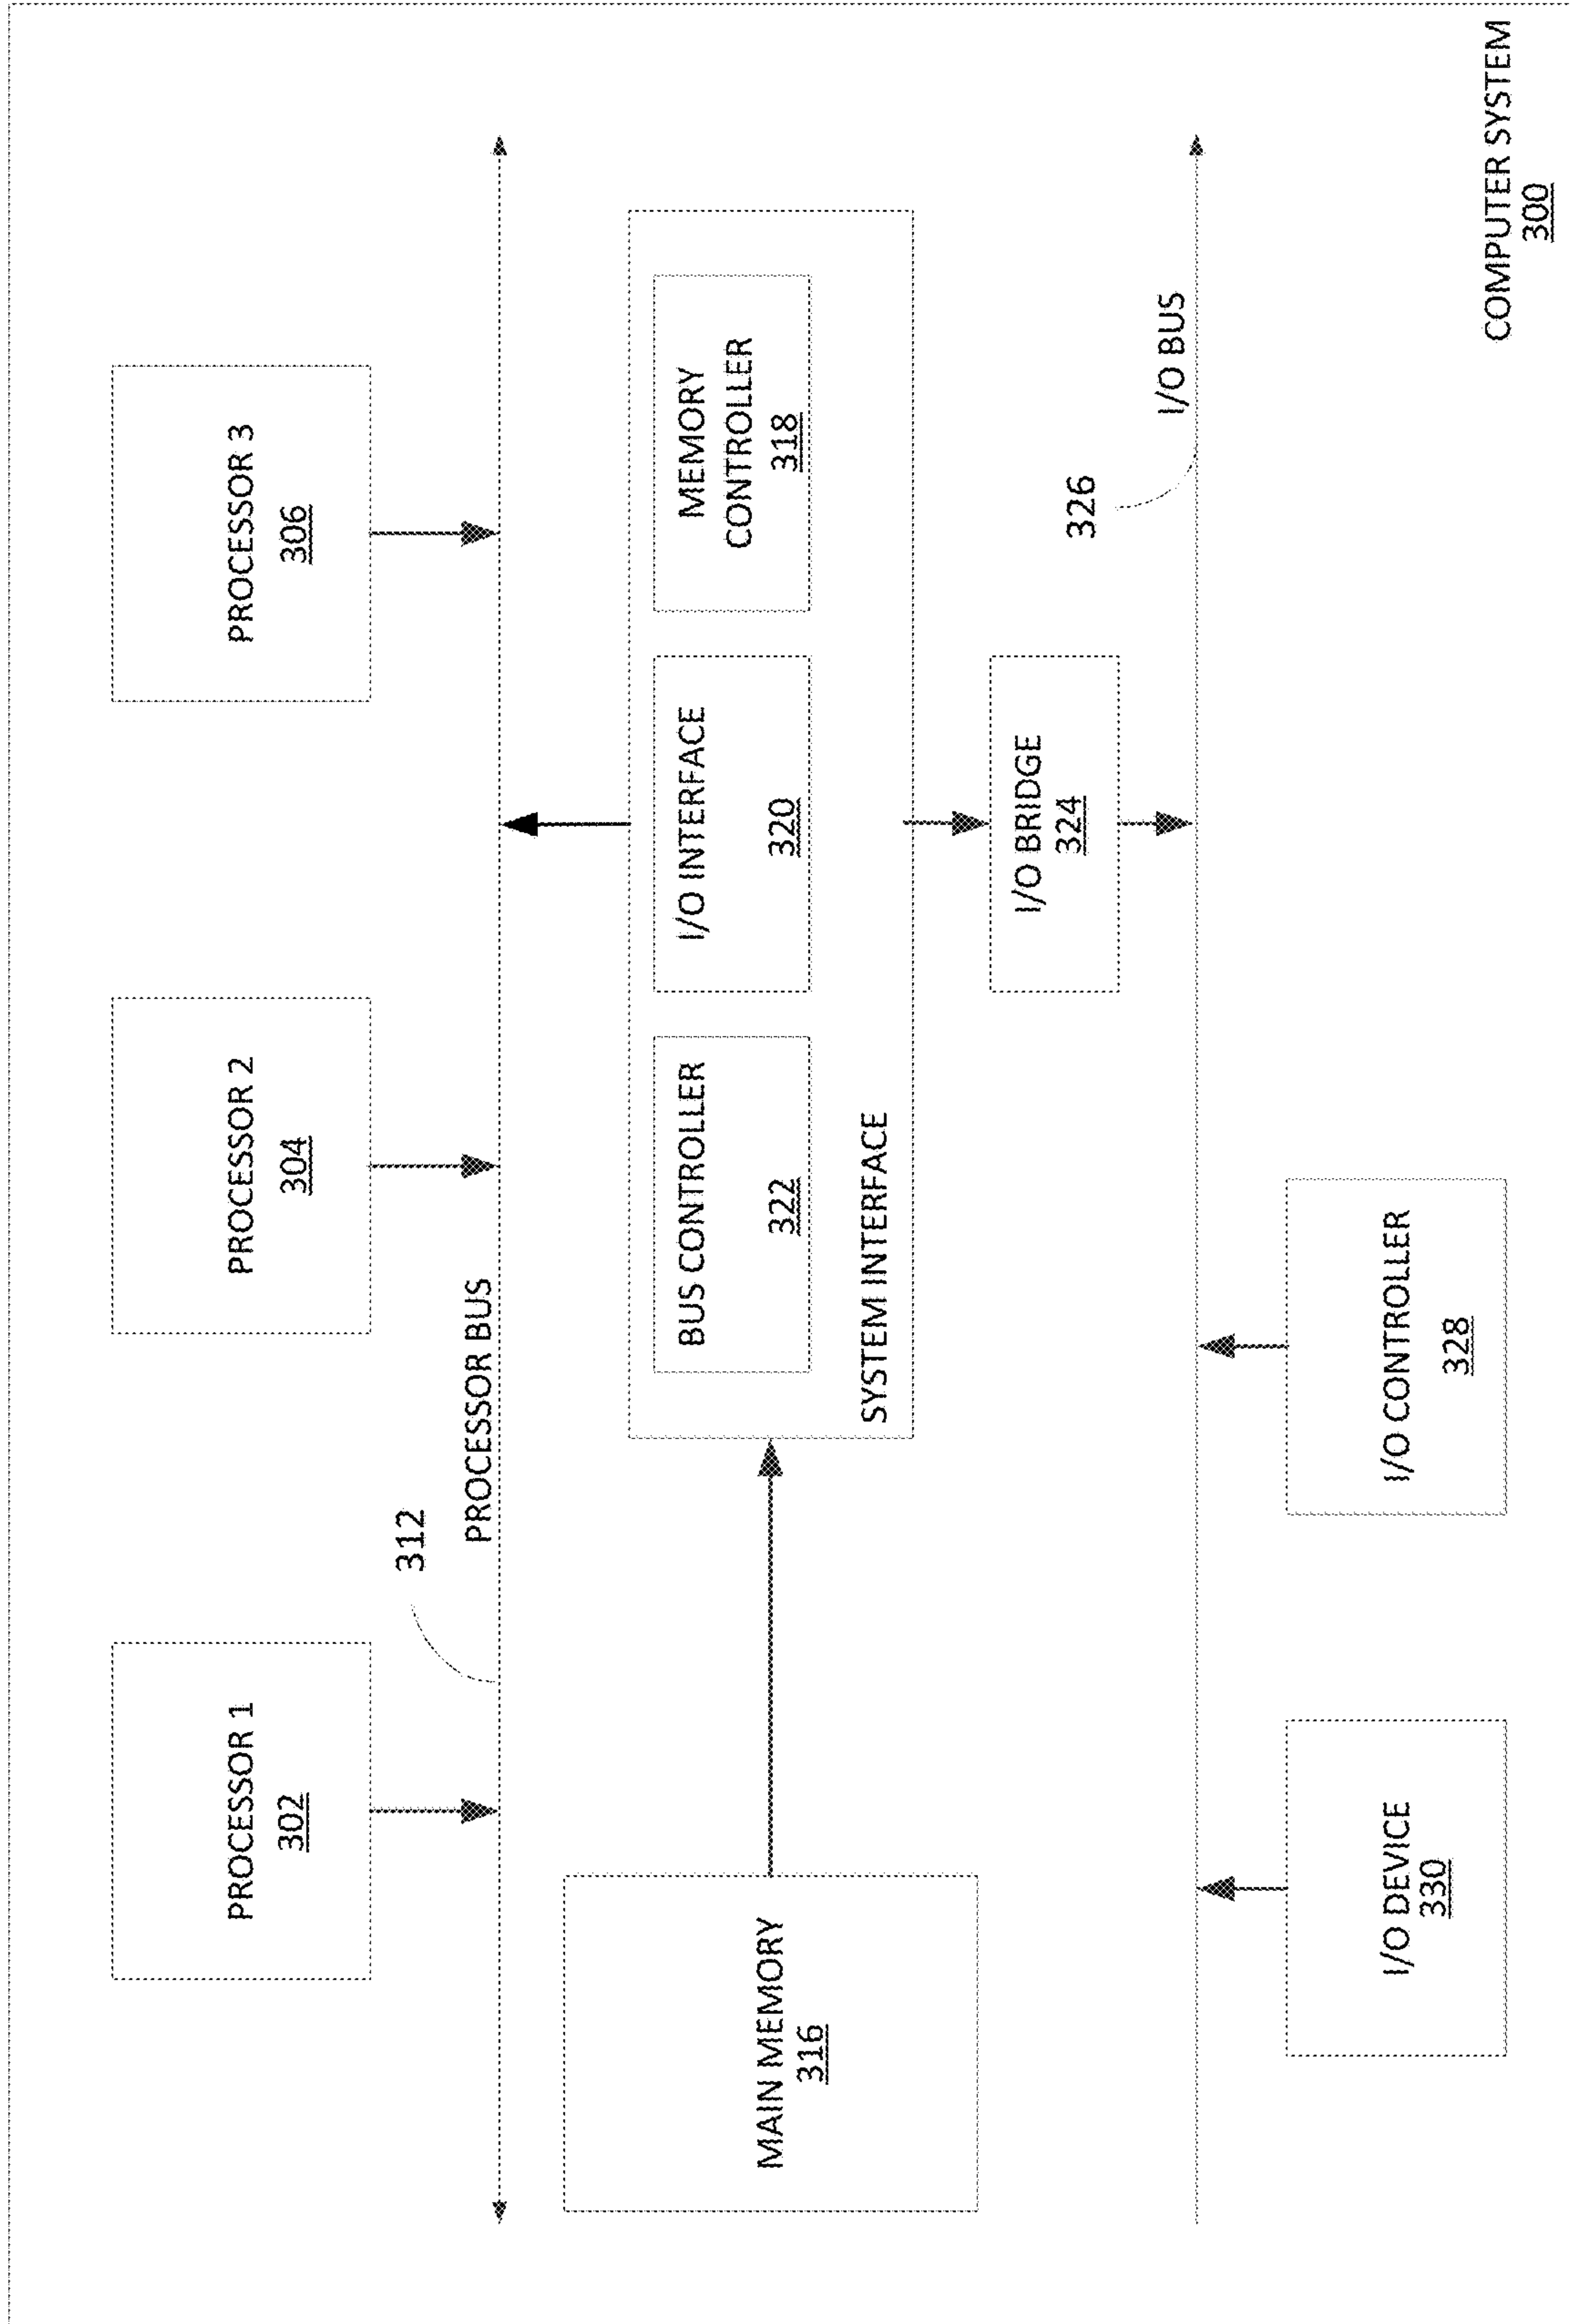 PROCESSOR 1
302
PROCESSOR 2
304
PROCESSOR 3
306
312
PROCESSOR BUS
MAIN MEMORY
316
BUS CONTROLLER
322
I/O INTERFACE
320
MEMORY
CONTROLLER
318
SYSTEM INTERFACE
I/O BRIDGE
324
326
I/O BUS
I/O DEVICE
330
I/O CONTROLLER
328
COMPUTER SYSTEM
300